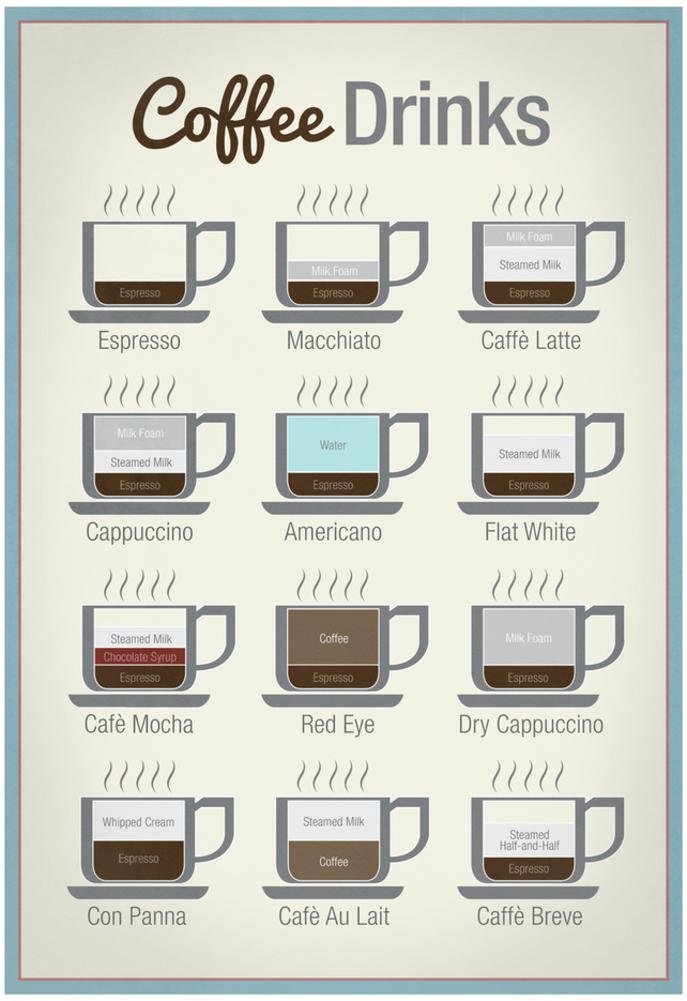 Coffee Drinks
Espresso
Espresso
Milk Foam
Espresso
Macchiato
Milk Foam
Steamed Milk
Espresso
Caffè Latte
Milk Foam
Steamed Milk
Espresso
Cappuccino
Water
Espresso
Americano
Steamed Milk
Espresso
Flat White
Steamed Milk
Chocolate Syrup
Espresso
Cafè Mocha
Coffee
Espresso
Red Eye
Milk Foam
Espresso
Dry Cappuccino
Whipped Cream
Espresso
Con Panna
Steamed Milk
Coffee
Cafè Au Lait
Steamed
Half-and-Half
Espresso
Caffè Breve